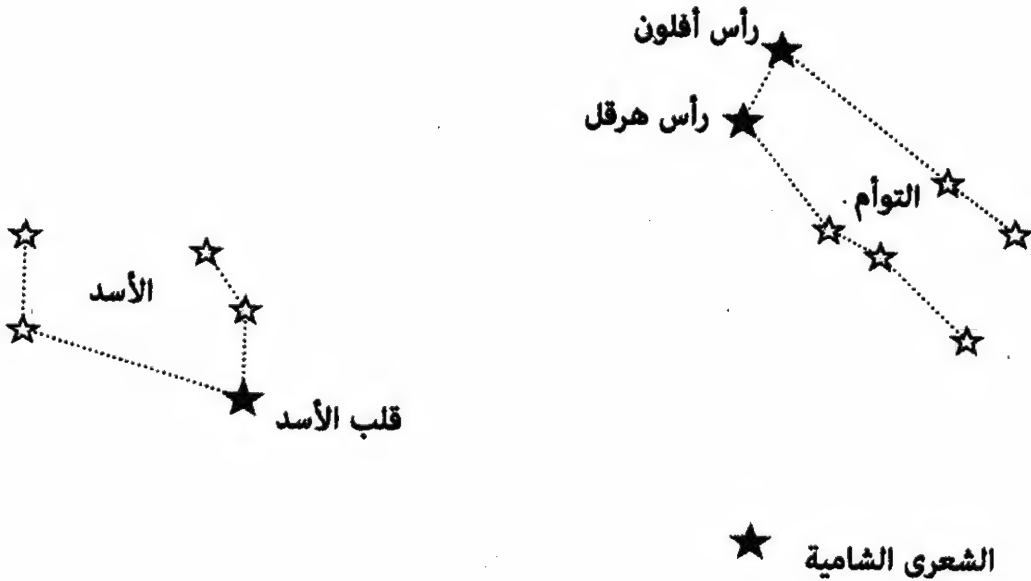 رأس أفلون
رأس هرقل
التوأم
الأسد
قلب الأسد
الشعرى الشامية